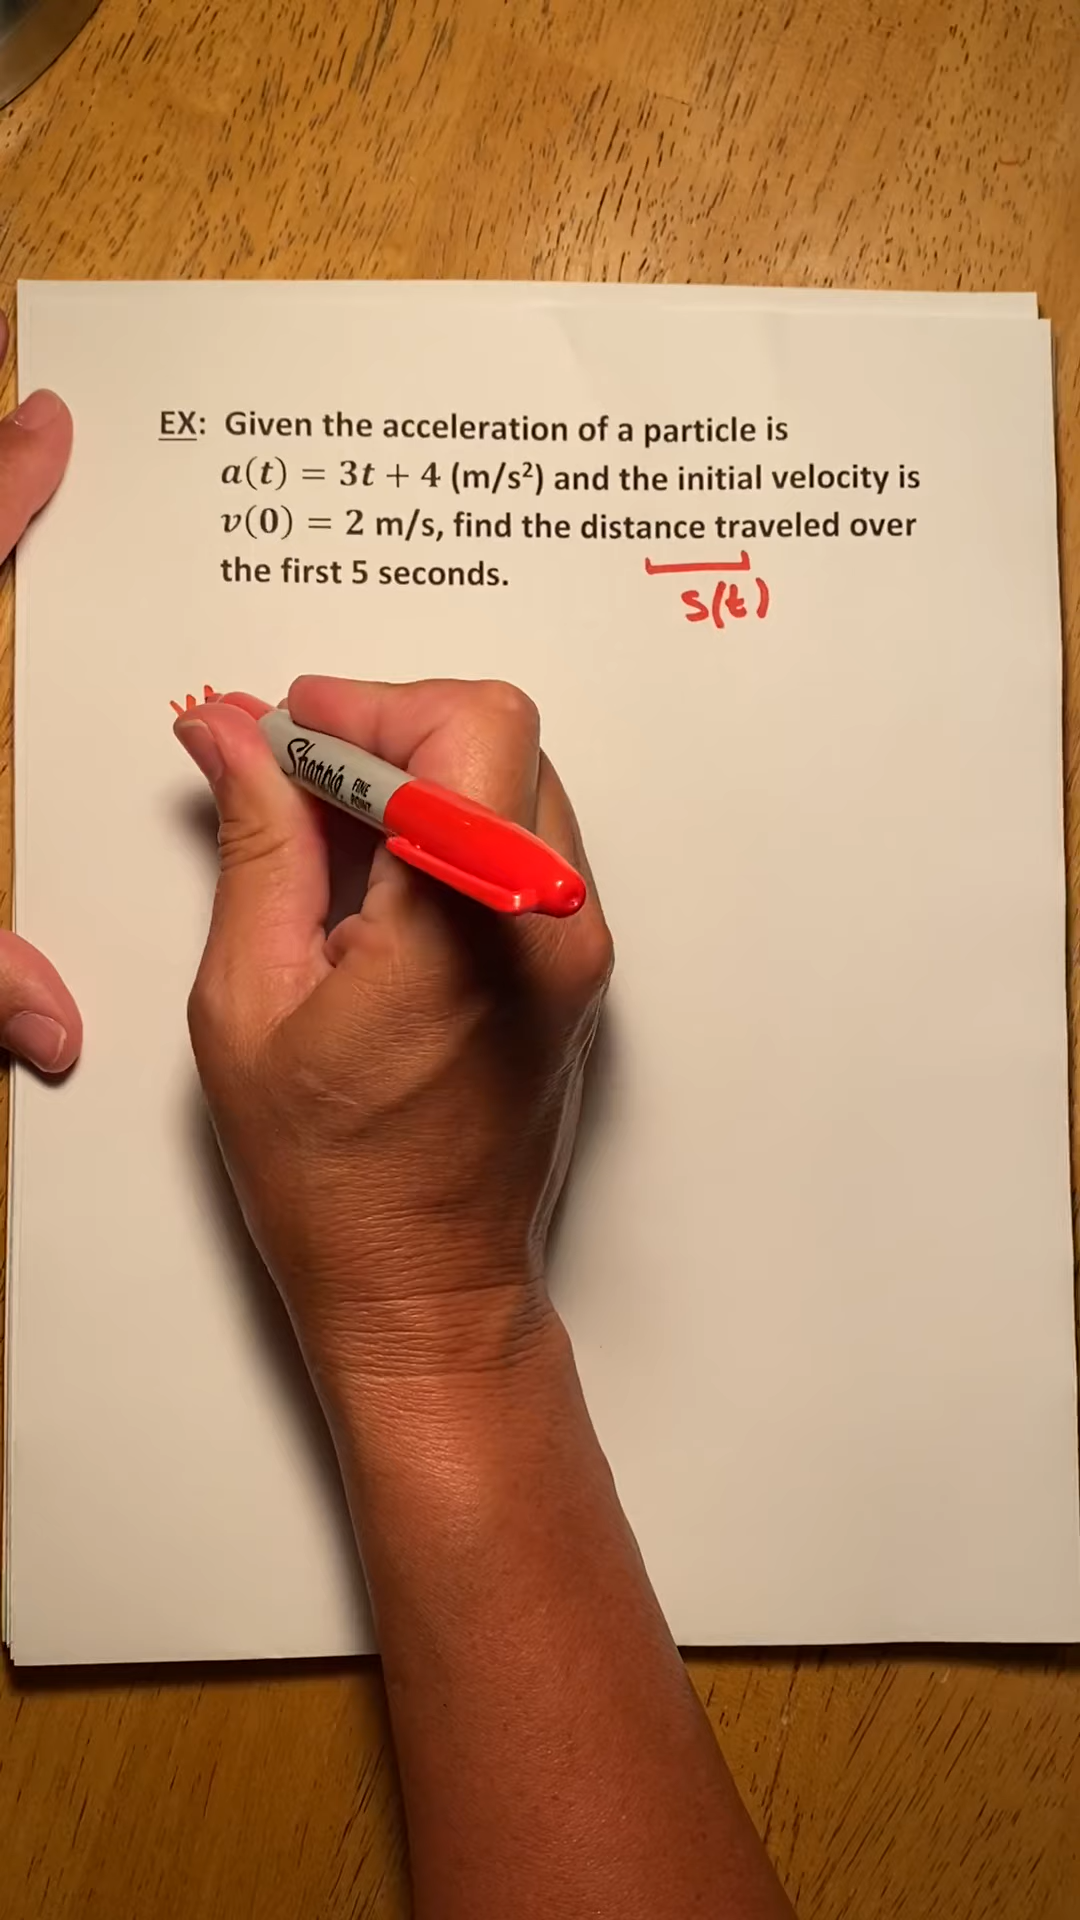 EX: Given the acceleration of a particle is
a(t) = 3t + 4 (m/s²) and the initial velocity is
v(0) = 2 m/s, find the distance traveled over
the first 5 seconds.
s(t)
Sharpie.
FINE
POINT